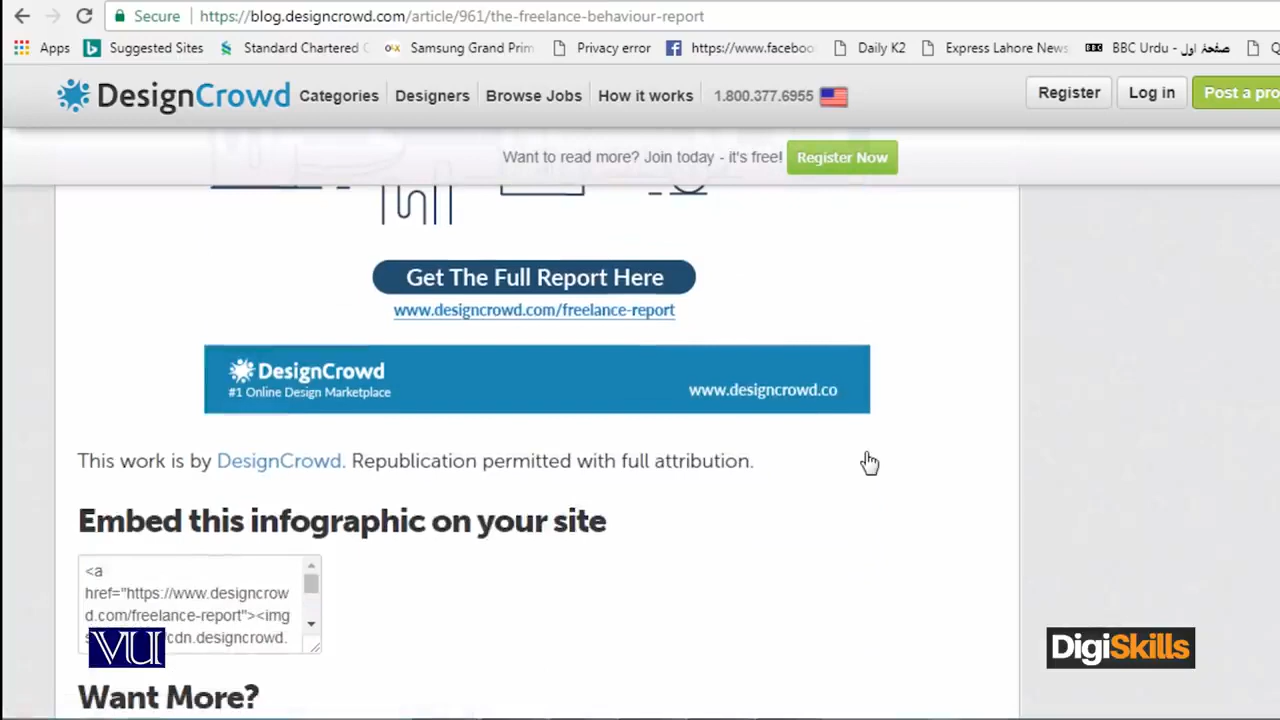 Secure https://blog.designcrowd.com/article/961/the-freelance-behaviour-report
Apps Suggested Sites Standard Chartered Samsung Grand Prim Privacy error https://www.faceboo Daily K2 Express Lahore News BBC Urdu - صفحۂ اول
DesignCrowd Categories Designers Browse Jobs How it works 1.800.377.6955 Register Log in Post a pro
Want to read more? Join today - it's free! Register Now
Get The Full Report Here
www.designcrowd.com/freelance-report
DesignCrowd
#1 Online Design Marketplace
www.designcrowd.co
This work is by DesignCrowd. Republication permitted with full attribution.
Embed this infographic on your site
<a
href="https://www.designcrow
d.com/freelance-report"><img
cdn.designcrowd.
VU
DigiSkills
Want More?